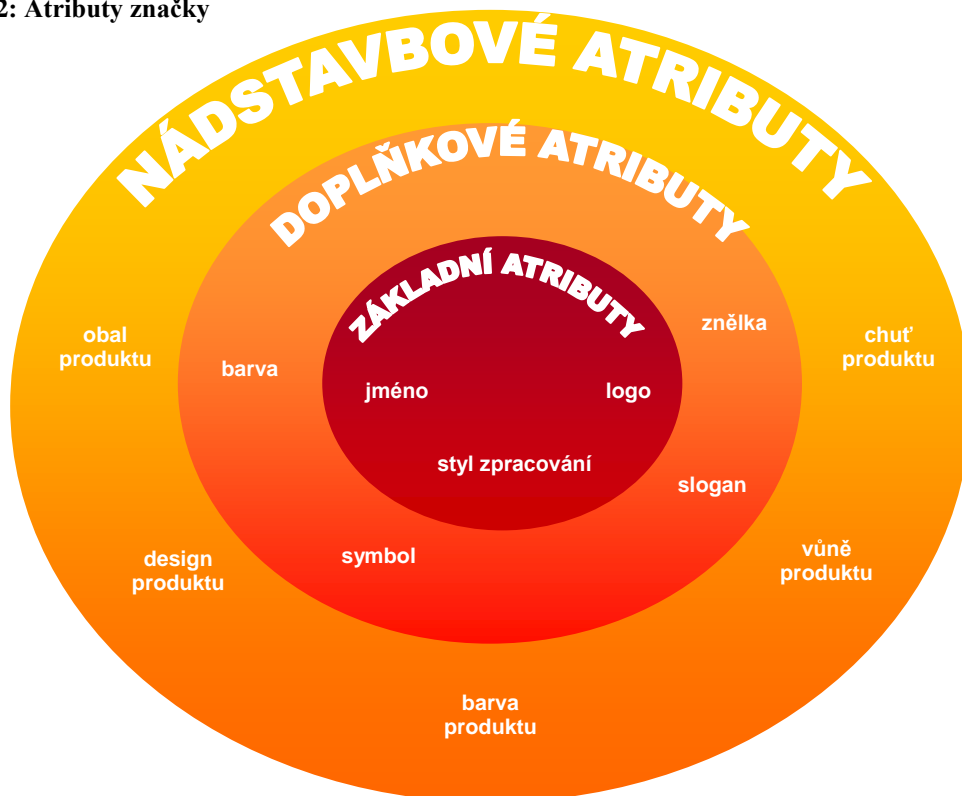 2: Atributy značky
NÁDSTAVBOVÉ ATRIBUTY
DOPLŇKOVÉ ATRIBUTY
ZÁKLADNÍ ATRIBUTY
znělka
obal
produktu
chuť
produktu
barva
jméno
logo
styl zpracování
slogan
symbol
design
produktu
vůně
produktu
barva
produktu